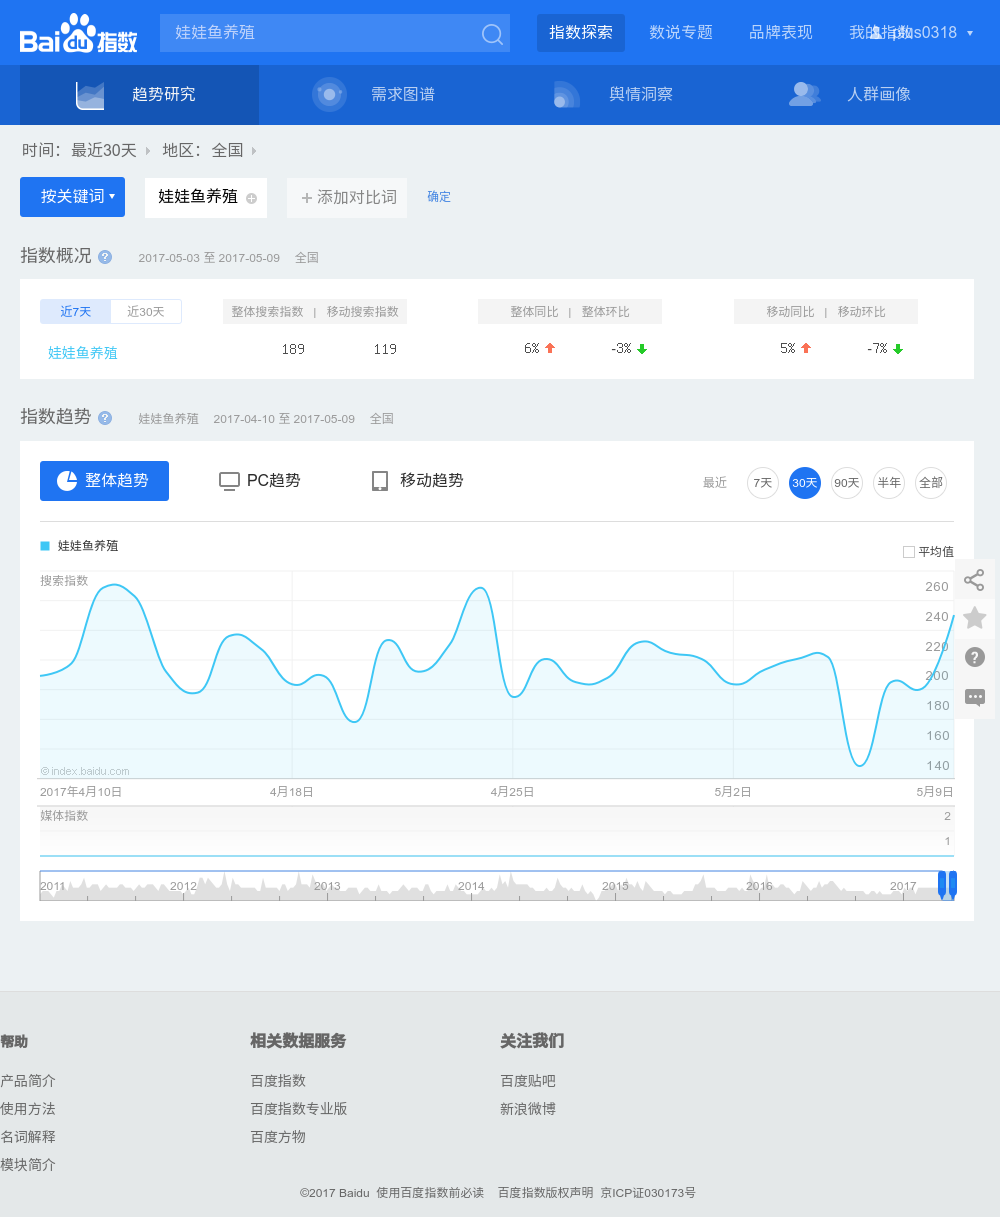 Bai du 指数
娃娃鱼养殖
指数探索 数说专题 品牌表现 我的指数 plus0318
趋势研究 需求图谱 舆情洞察 人群画像
时间： 最近30天 地区： 全国
按关键词 娃娃鱼养殖 + 添加对比词 确定
指数概况 ? 2017-05-03 至 2017-05-09 全国
近7天 近30天 整体搜索指数 | 移动搜索指数 整体同比 | 整体环比 移动同比 | 移动环比
娃娃鱼养殖 189 119 6% -3% 5% -7%
指数趋势 ? 娃娃鱼养殖 2017-04-10 至 2017-05-09 全国
整体趋势 PC趋势 移动趋势 最近 7天 30天 90天 半年 全部
娃娃鱼养殖
平均值
搜索指数
260
240
220
200
180
160
140
©index.baidu.com
2017年4月10日 4月18日 4月25日 5月2日 5月9日
媒体指数 2
1
2011 2012 2013 2014 2015 2016 2017
帮助 相关数据服务 关注我们
产品简介 百度指数 百度贴吧
使用方法 百度指数专业版 新浪微博
名词解释 百度方物
模块简介
©2017 Baidu 使用百度指数前必读 百度指数版权声明 京ICP证030173号